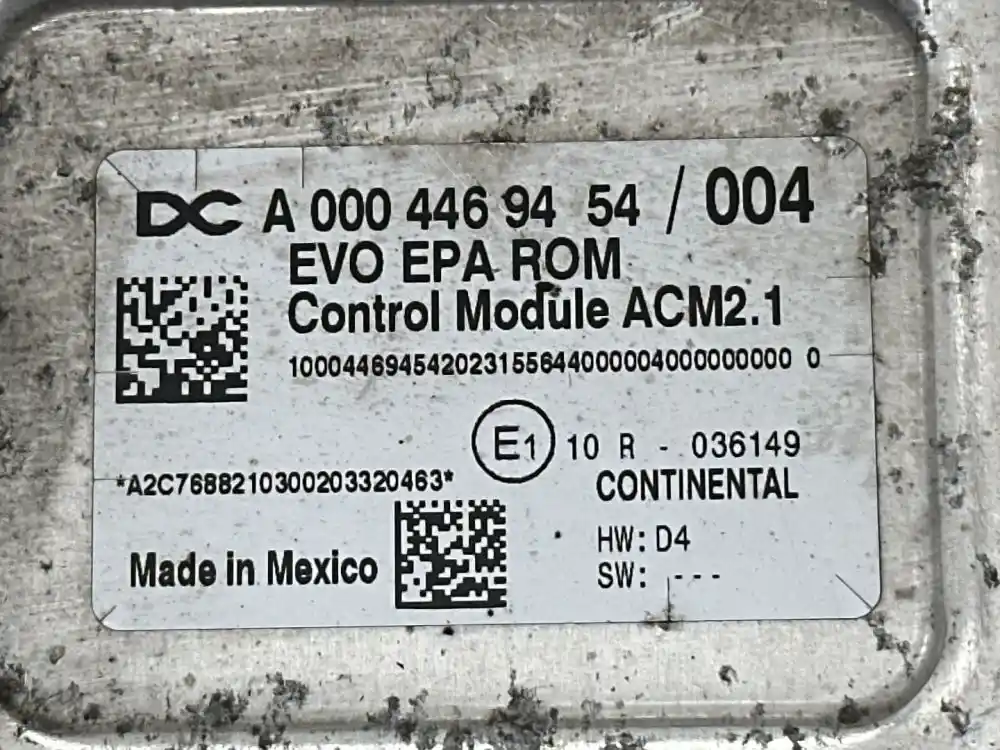 DC A 000 446 94 54 / 004
EVO EPA ROM
Control Module ACM2.1
10004469454202315564400000400000000 0
E1 10 R - 036149
*A2C7688210300203320463*
CONTINENTAL
HW: D4
Made in Mexico
SW: ---